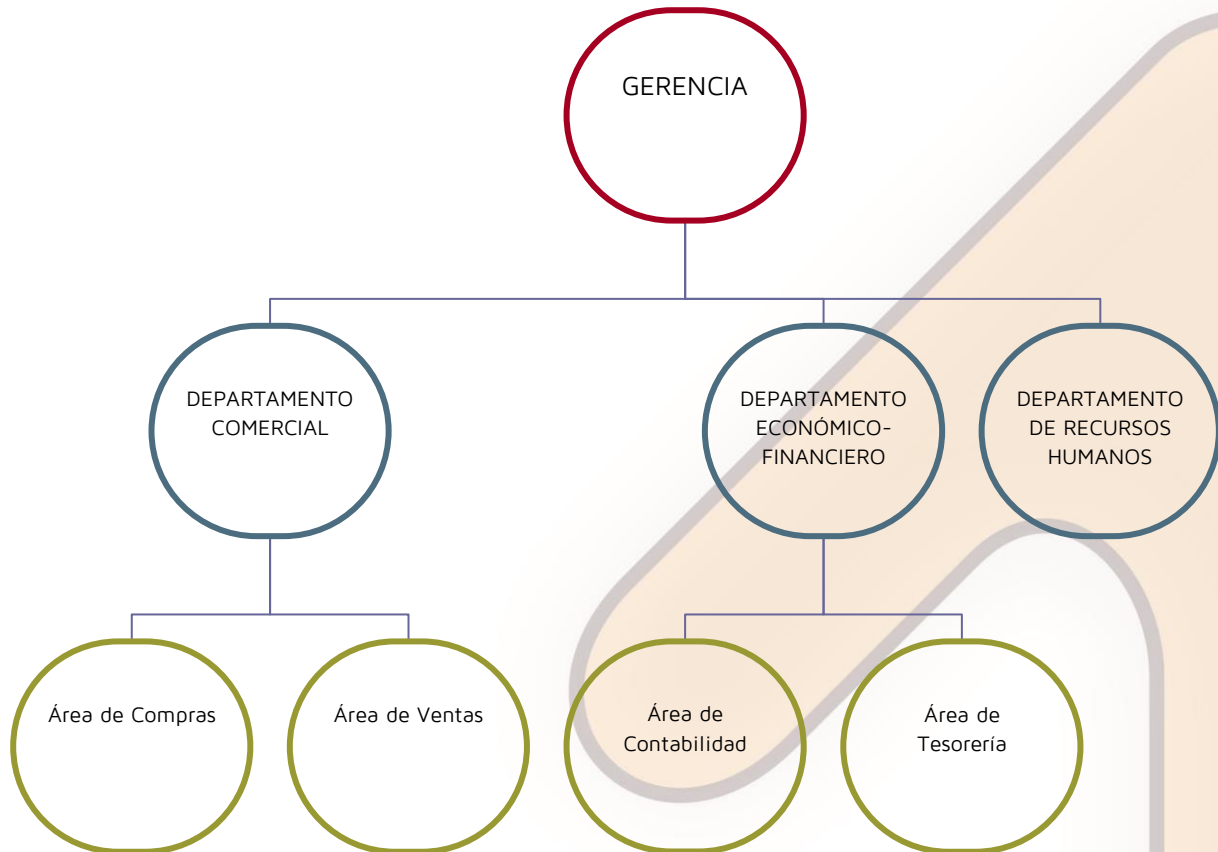 GERENCIA
DEPARTAMENTO
COMERCIAL
DEPARTAMENTO
ECONÓMICO-
FINANCIERO
DEPARTAMENTO
DE RECURSOS
HUMANOS
Área de Compras
Área de Ventas
Área de
Contabilidad
Área de
Tesorería